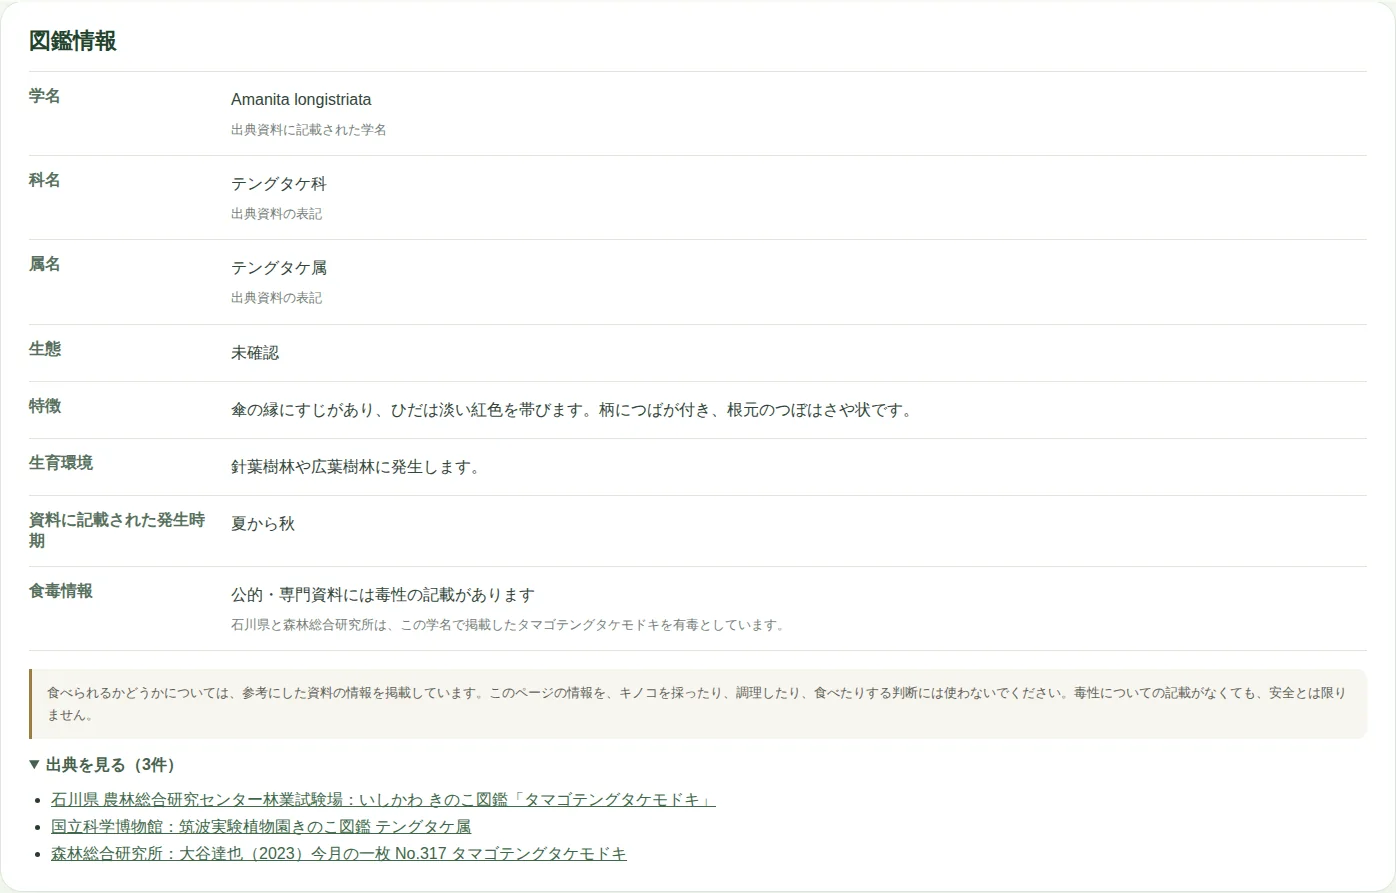 図鑑情報
学名
Amanita longistriata
出典資料に記載された学名
科名
テングタケ科
出典資料の表記
属名
テングタケ属
出典資料の表記
生態
未確認
特徴
傘の縁にすじがあり、ひだは淡い紅色を帯びます。柄につばが付き、根元のつぼはさや状です。
生育環境
針葉樹林や広葉樹林に発生します。
資料に記載された発生時
期
夏から秋
食毒情報
公的・専門資料には毒性の記載があります
石川県と森林総合研究所は、この学名で掲載したタマゴテングタケモドキを有毒としています。
食べられるかどうかについては、参考にした資料の情報を掲載しています。このページの情報を、キノコを採ったり、調理したり、食べたりする判断には使わないでください。毒性についての記載がなくても、安全とは限り
ません。
▼ 出典を見る（3件）
• 石川県 農林総合研究センター林業試験場：いしかわ きのこ図鑑「タマゴテングタケモドキ」
• 国立科学博物館：筑波実験植物園きのこ図鑑 テングタケ属
• 森林総合研究所：大谷達也（2023）今月の一枚 No.317 タマゴテングタケモドキ